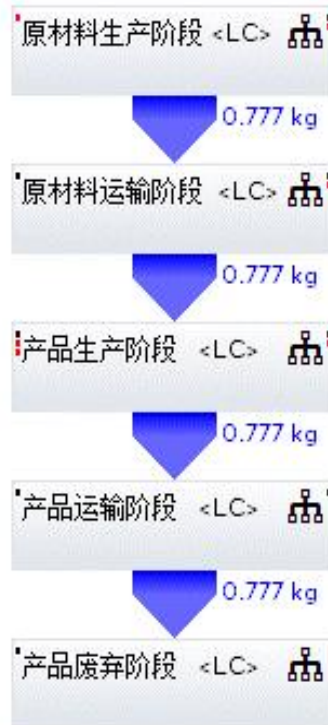 原材料生产阶段 <LC>
0.777 kg
原材料运输阶段 <LC>
0.777 kg
产品生产阶段 <LC>
0.777 kg
产品运输阶段 <LC>
0.777 kg
产品废弃阶段 <LC>